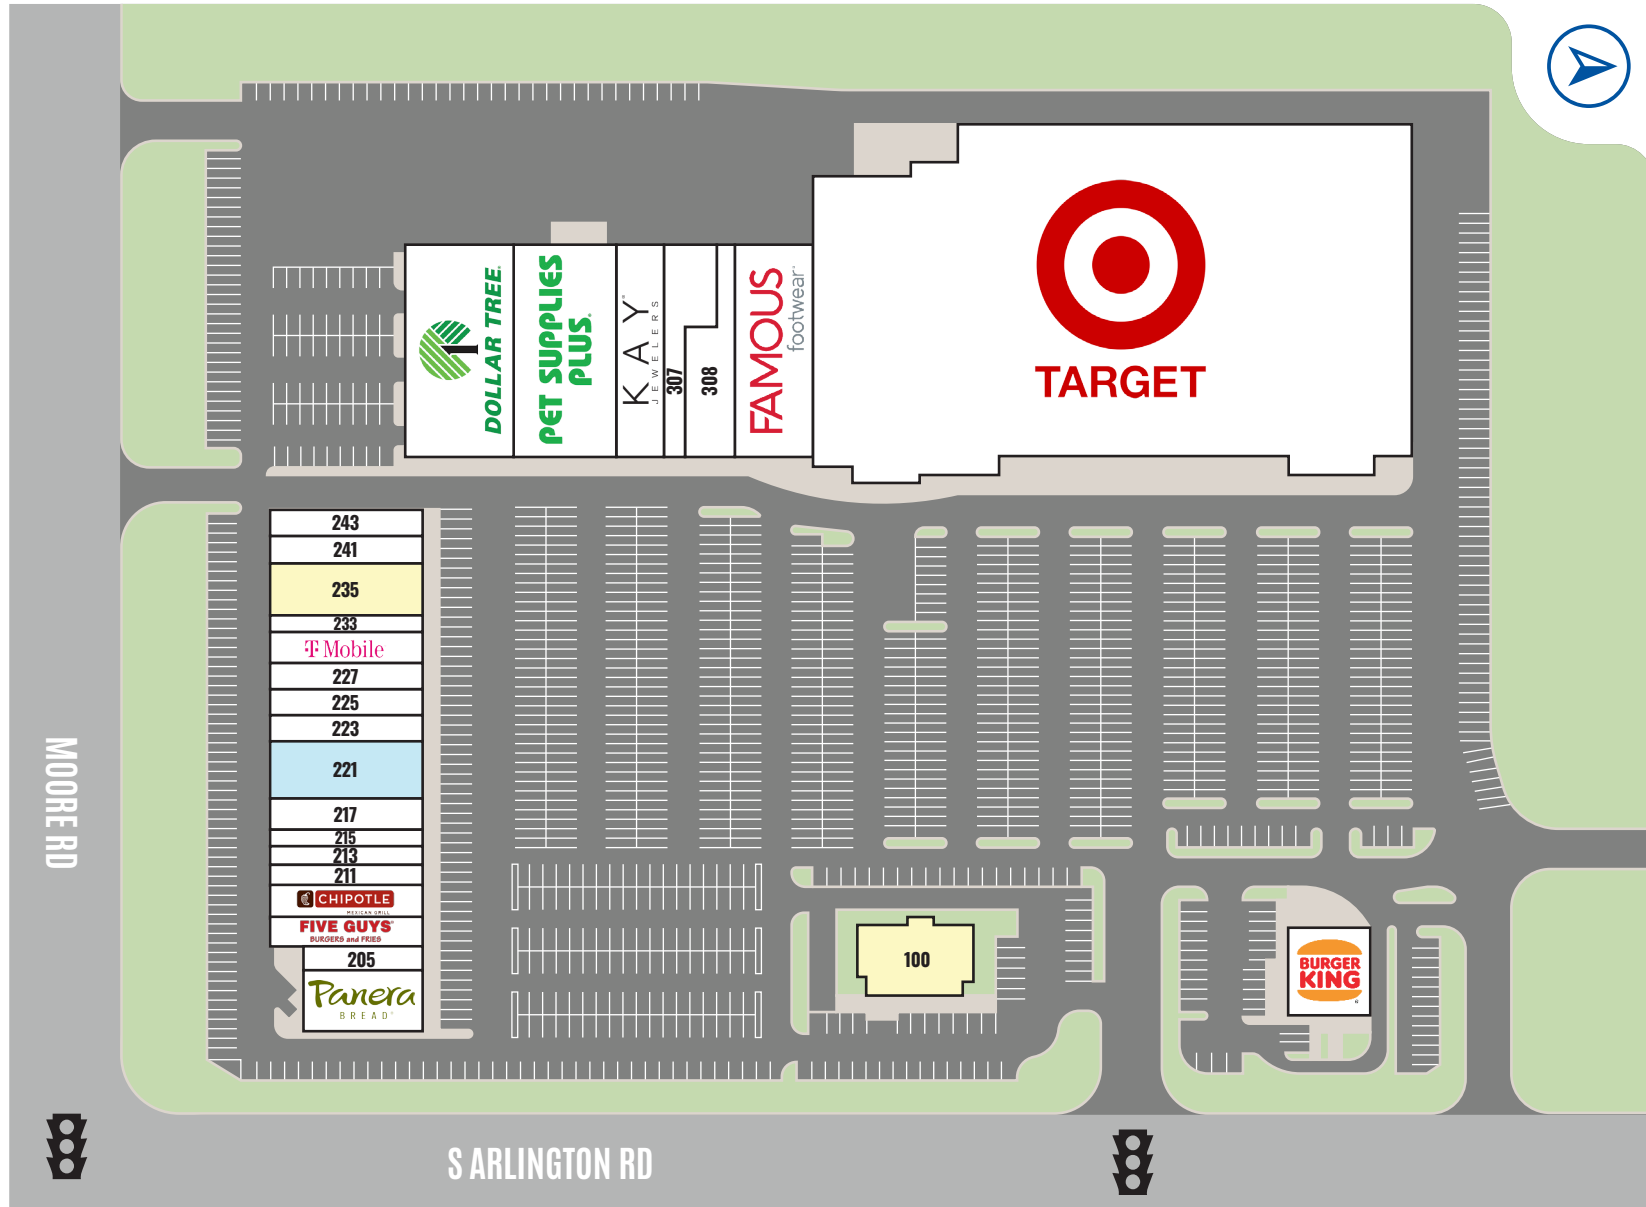 DOLLAR TREE®
PET SUPPLIES
PLUS®
KAY®
JEWELERS
307
308
FAMOUS
footwear®
TARGET
243
241
235
233
T Mobile
227
225
223
221
217
215
213
211
CHIPOTLE
MEXICAN GRILL
FIVE GUYS®
BURGERS and FRIES
205
Panera
BREAD®
100
BURGER
KING
®
MOORE RD
S ARLINGTON RD